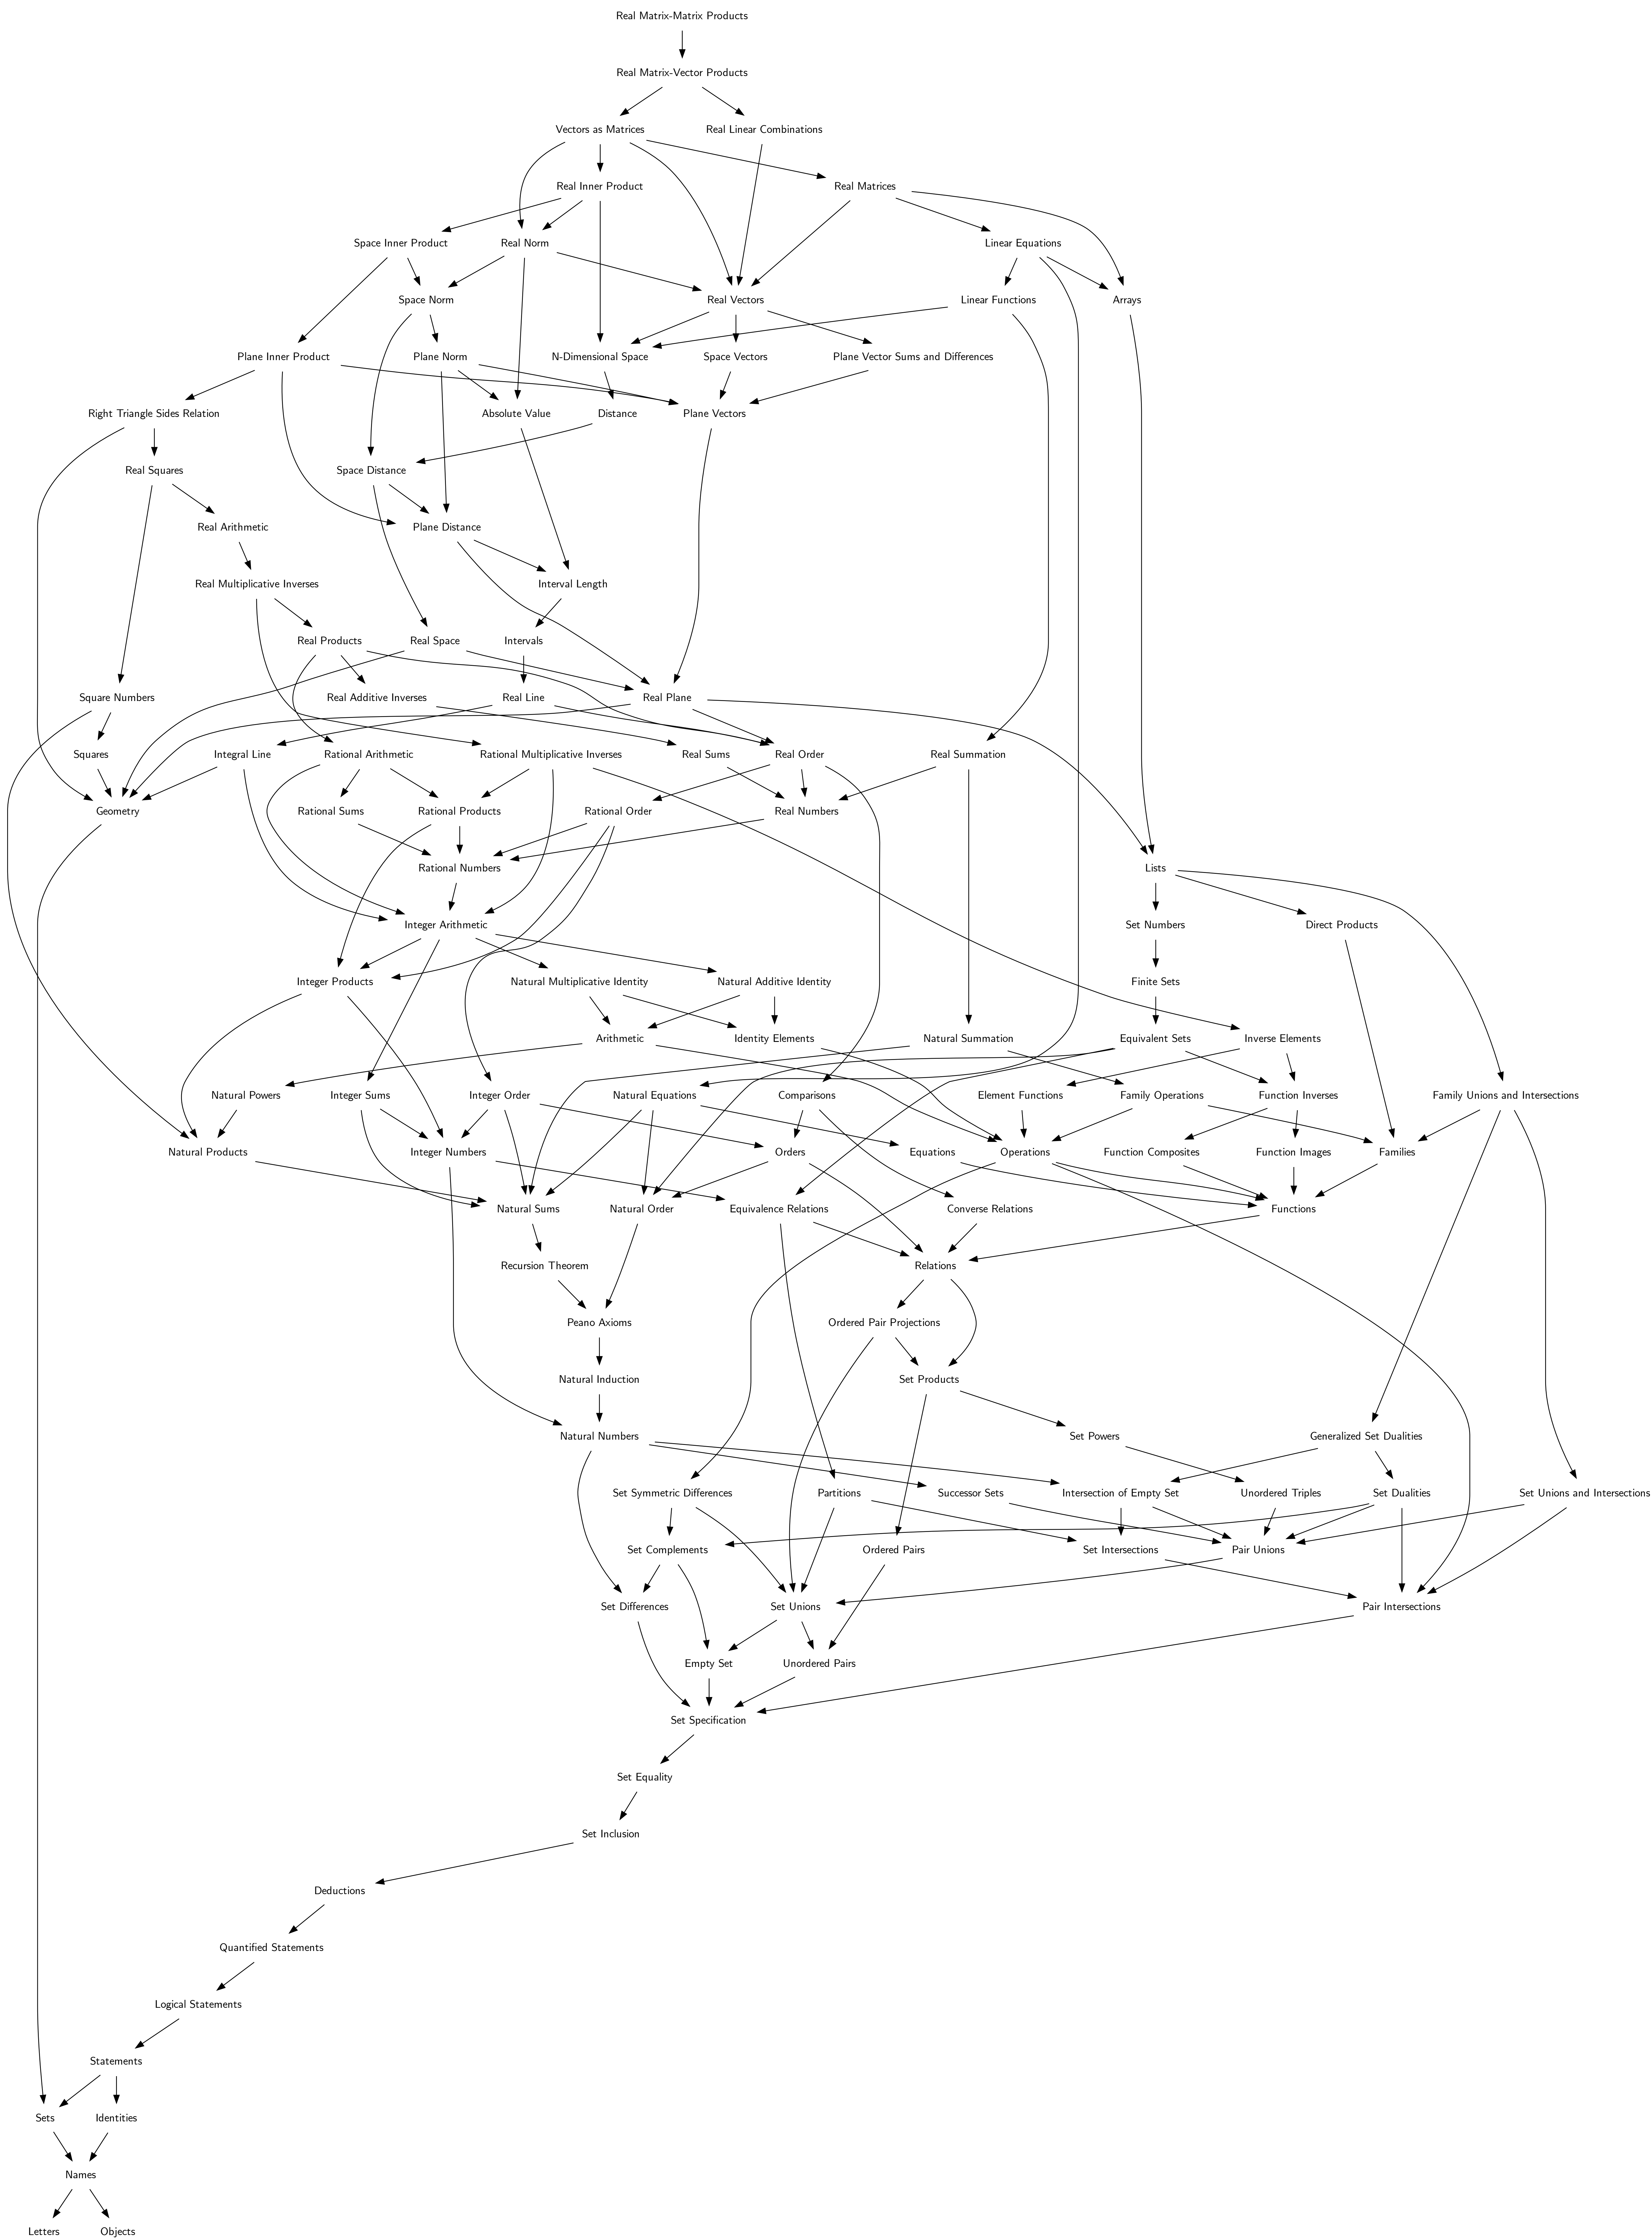 Real Matrix-Matrix Products
Real Matrix-Vector Products
Vectors as Matrices
Real Linear Combinations
Real Inner Product
Real Matrices
Space Inner Product
Real Norm
Linear Equations
Space Norm
Real Vectors
Linear Functions
Arrays
Plane Inner Product
Plane Norm
N-Dimensional Space
Space Vectors
Plane Vector Sums and Differences
Right Triangle Sides Relation
Absolute Value
Distance
Plane Vectors
Real Squares
Space Distance
Real Arithmetic
Plane Distance
Real Multiplicative Inverses
Interval Length
Real Products
Real Space
Intervals
Square Numbers
Real Additive Inverses
Real Line
Real Plane
Squares
Integral Line
Rational Arithmetic
Rational Multiplicative Inverses
Real Sums
Real Order
Real Summation
Geometry
Rational Sums
Rational Products
Rational Order
Real Numbers
Rational Numbers
Lists
Integer Arithmetic
Set Numbers
Direct Products
Integer Products
Natural Multiplicative Identity
Natural Additive Identity
Finite Sets
Arithmetic
Identity Elements
Natural Summation
Equivalent Sets
Inverse Elements
Natural Powers
Integer Sums
Integer Order
Natural Equations
Comparisons
Element Functions
Family Operations
Function Inverses
Family Unions and Intersections
Natural Products
Integer Numbers
Orders
Equations
Operations
Function Composites
Function Images
Families
Natural Sums
Natural Order
Equivalence Relations
Converse Relations
Functions
Recursion Theorem
Relations
Peano Axioms
Ordered Pair Projections
Natural Induction
Set Products
Natural Numbers
Set Powers
Generalized Set Dualities
Set Symmetric Differences
Partitions
Successor Sets
Intersection of Empty Set
Unordered Triples
Set Dualities
Set Unions and Intersections
Set Complements
Ordered Pairs
Set Intersections
Pair Unions
Set Differences
Set Unions
Pair Intersections
Empty Set
Unordered Pairs
Set Specification
Set Equality
Set Inclusion
Deductions
Quantified Statements
Logical Statements
Statements
Sets
Identities
Names
Letters
Objects